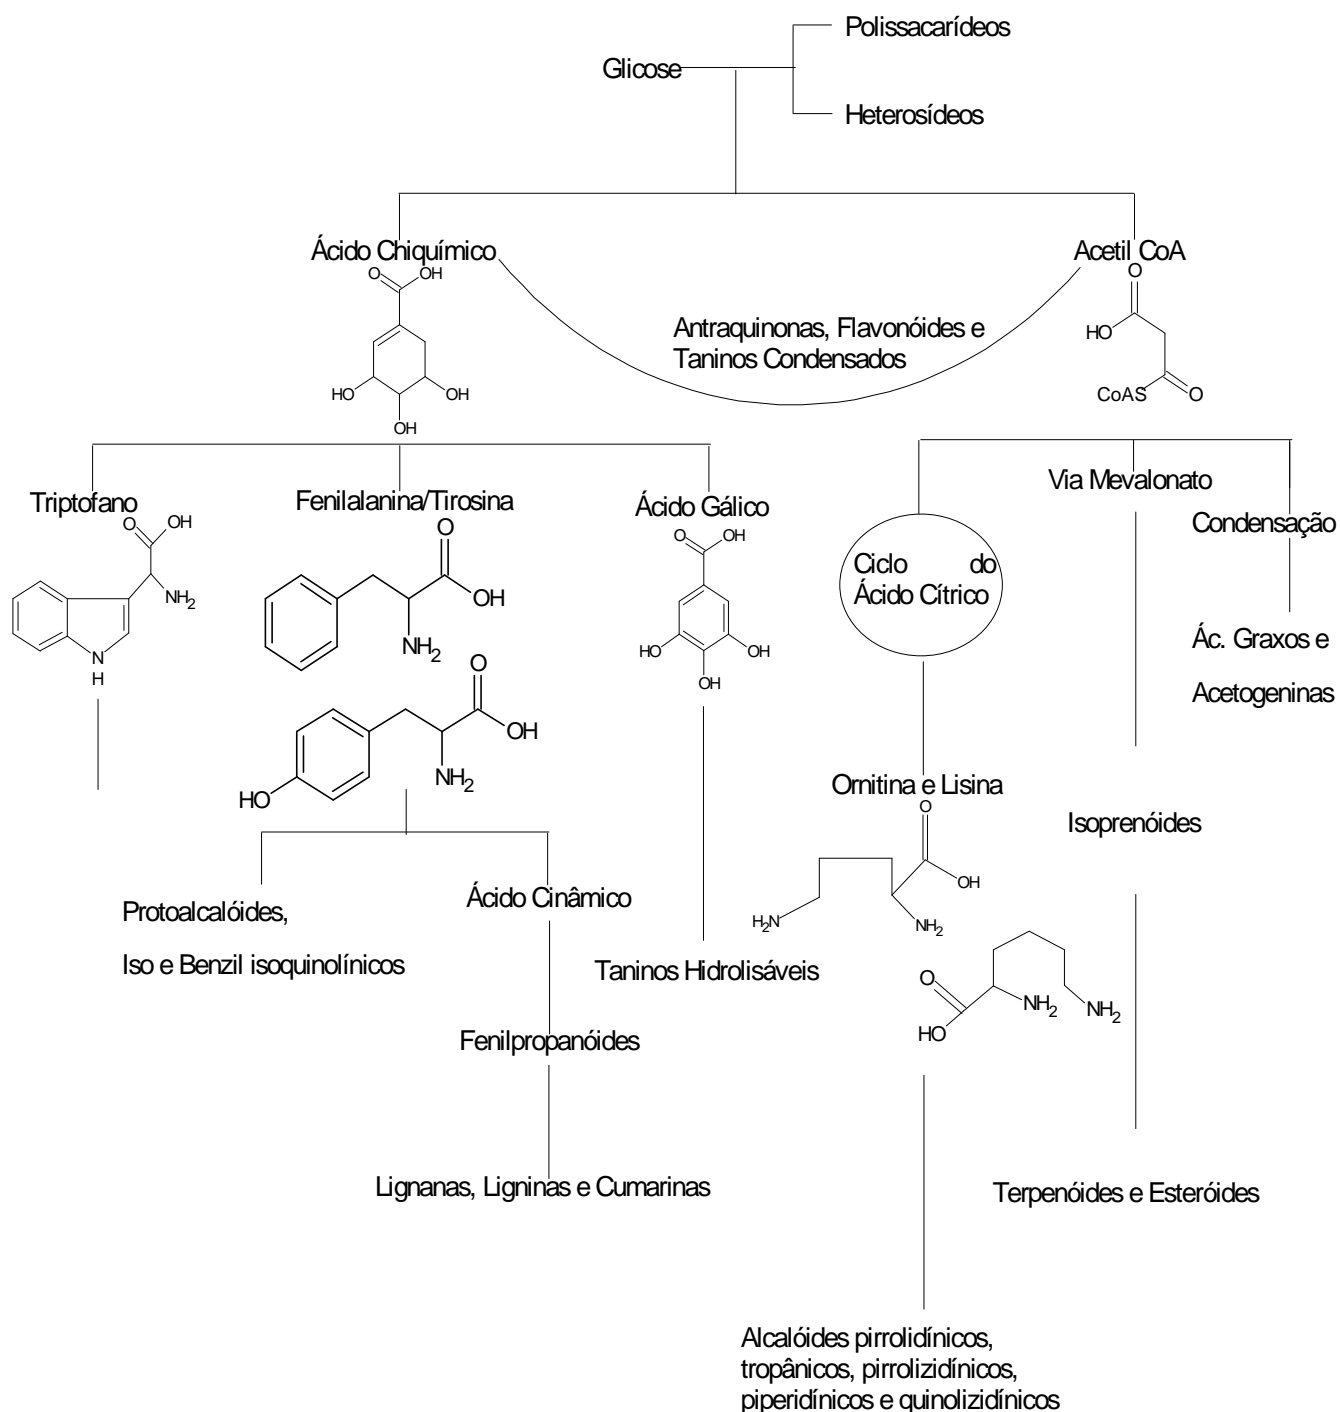 Polissacarídeos
Glicose
Heterosídeos
Ácido Chiquímico
Acetil CoA
O
OH
HO
OH
OH
Antraquinonas, Flavonóides e
Taninos Condensados
O
HO
CoAS
O
Triptofano
O
OH
NH2
N
H
Fenilalanina/Tirosina
O
OH
NH2
O
OH
NH2
HO
Ácido Gálico
O
OH
HO
OH
OH
Ciclo do
Ácido Cítrico
Via Mevalonato
Condensação
Ác. Graxos e
Acetogeninas
Ornitina e Lisina
O
OH
H2N
NH2
Isoprenóides
Protoalcalóides,
Iso e Benzil isoquinolínicos
Ácido Cinâmico
Taninos Hidrolisáveis
O
NH2
NH2
HO
Fenilpropanóides
Lignanas, Ligninas e Cumarinas
Terpenóides e Esteróides
Alcalóides pirrolidínicos,
tropânicos, pirrolizidínicos,
piperidínicos e quinolizidínicos